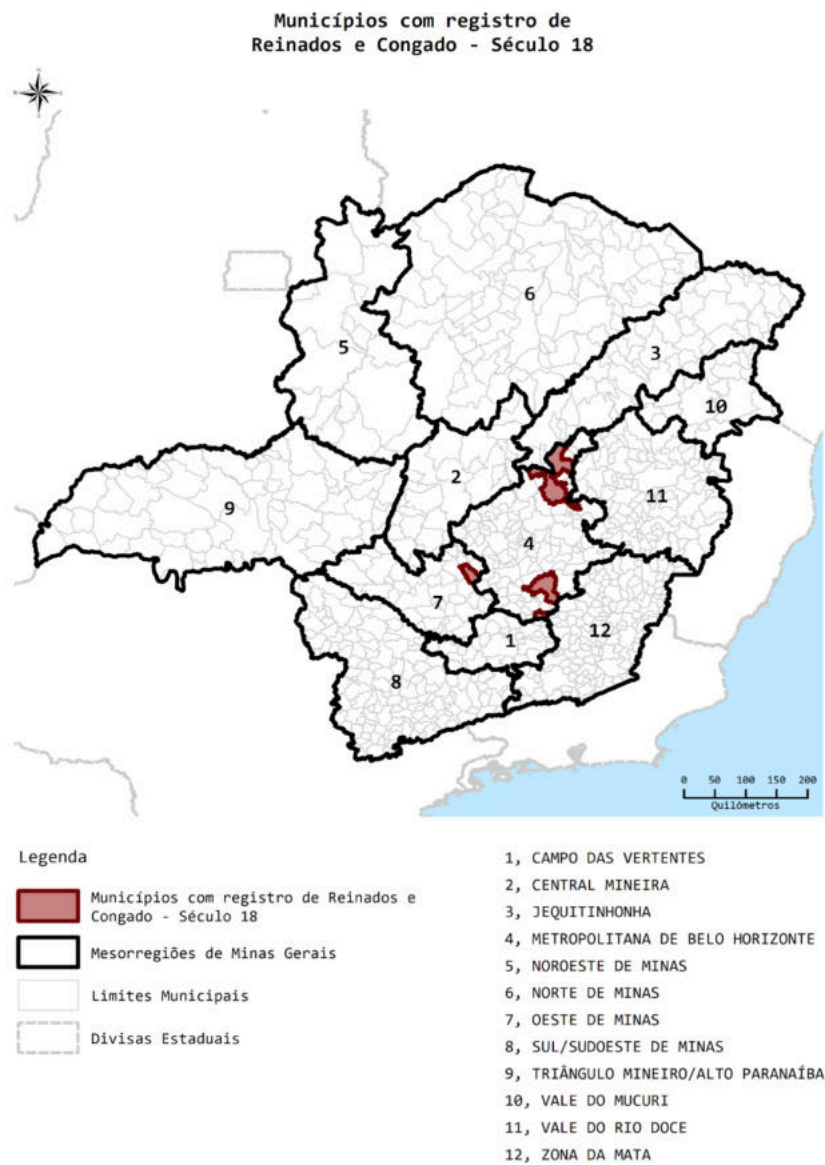 Municípios com registro de
Reinados e Congado - Século 18
6
5
3
10
2
9
11
4
7
12
1
8
0 50 100 150 200
Quilômetros
Legenda
Municípios com registro de Reinados e
Congado - Século 18
Mesorregiões de Minas Gerais
Limites Municipais
Divisas Estaduais
1, CAMPO DAS VERTENTES
2, CENTRAL MINEIRA
3, JEQUITINHONHA
4, METROPOLITANA DE BELO HORIZONTE
5, NOROESTE DE MINAS
6, NORTE DE MINAS
7, OESTE DE MINAS
8, SUL/SUDOESTE DE MINAS
9, TRIÂNGULO MINEIRO/ALTO PARANAÍBA
10, VALE DO MUCURI
11, VALE DO RIO DOCE
12, ZONA DA MATA